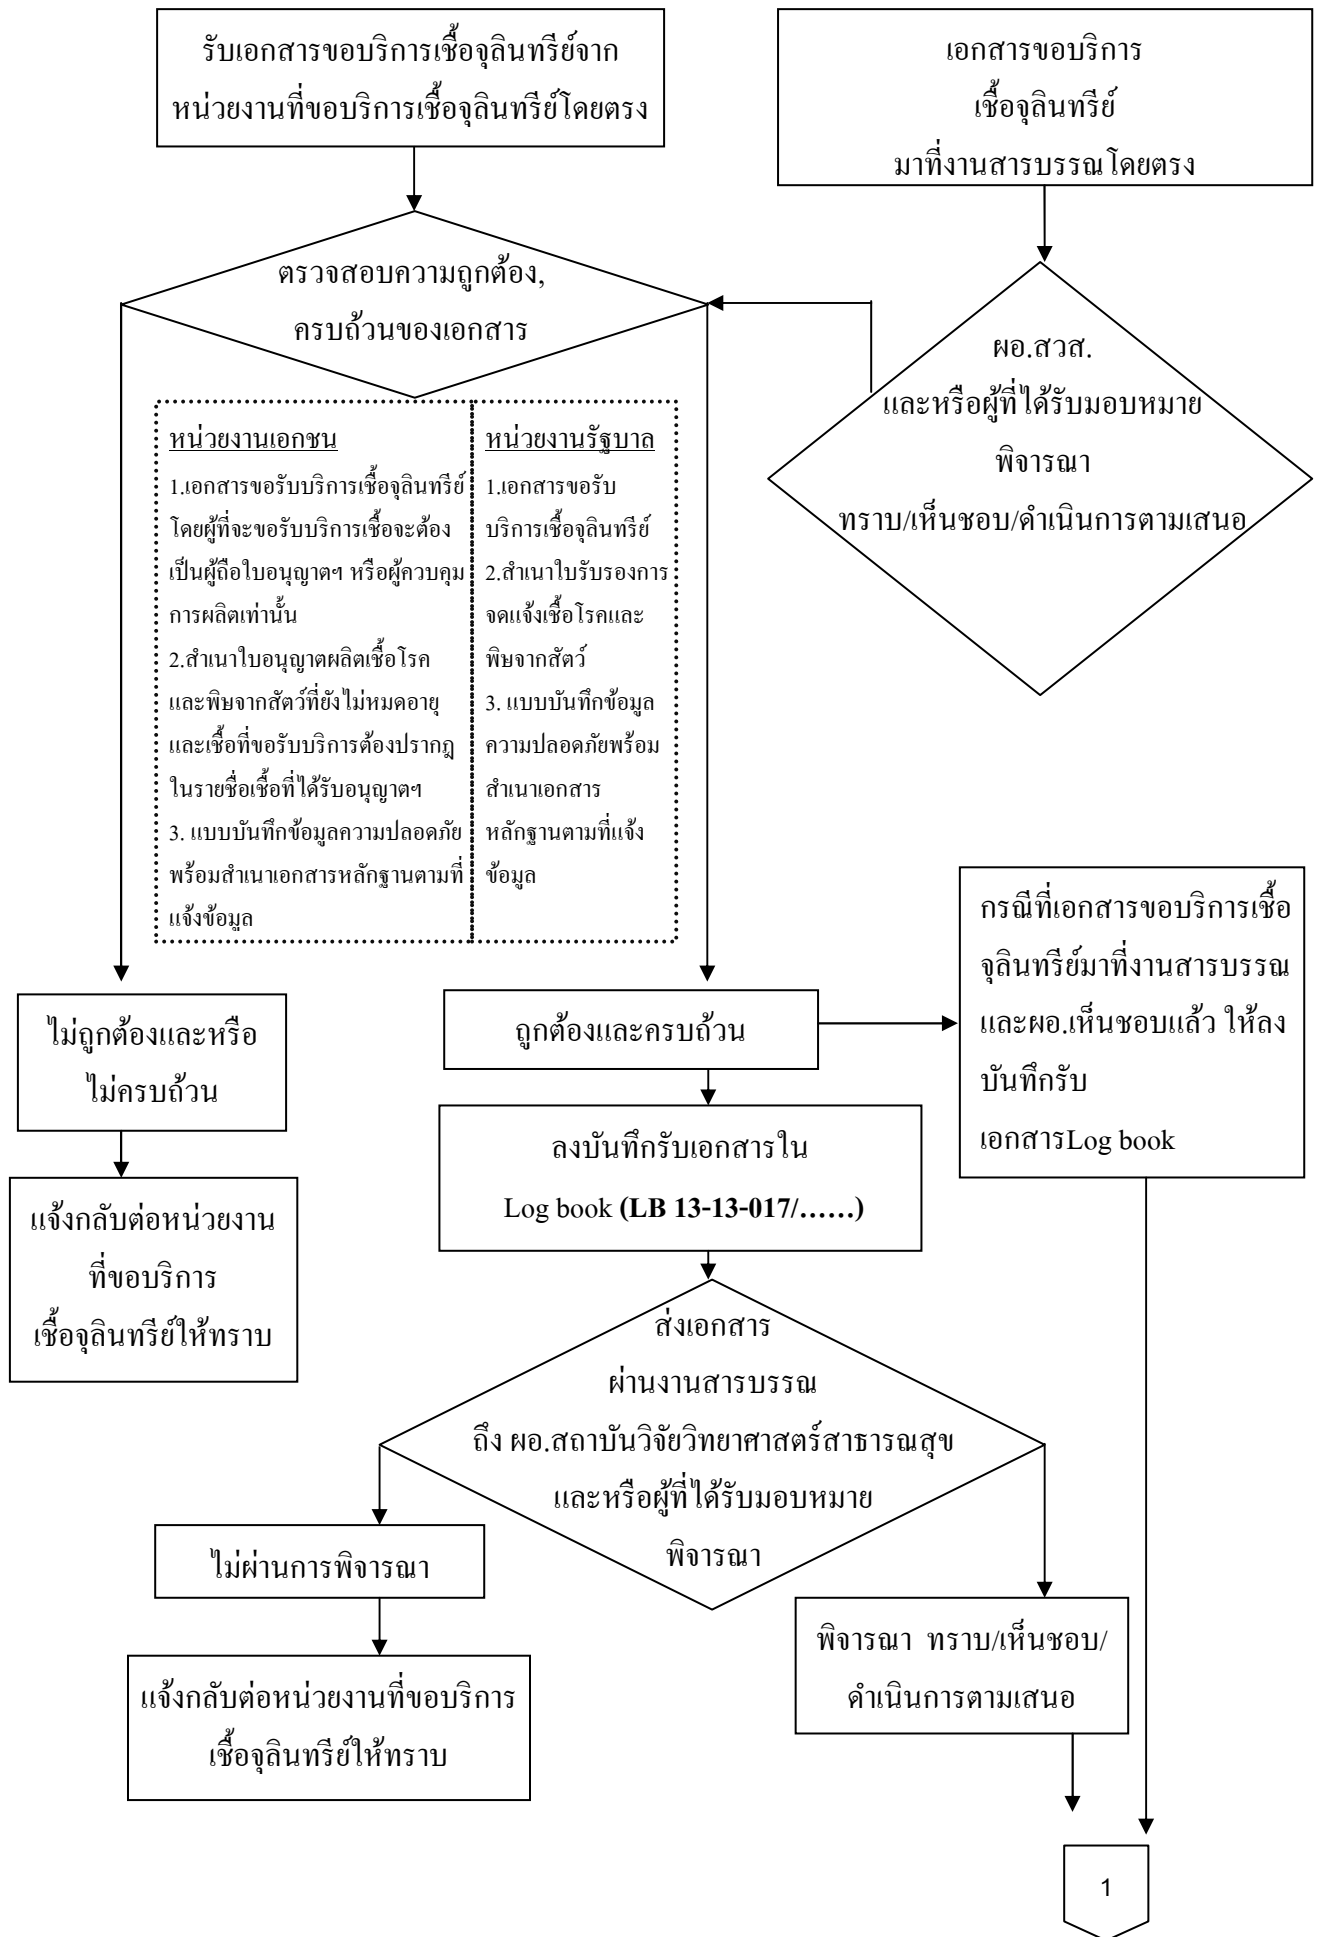 รับเอกสารขอบริการเชื้อจุลินทรีย์จาก
หน่วยงานที่ขอบริการเชื้อจุลินทรีย์โดยตรง
เอกสารขอบริการ
เชื้อจุลินทรีย์
มาที่งานสารบรรณโดยตรง
ตรวจสอบความถูกต้อง,
ครบถ้วนของเอกสาร
ผอ.สวส.
และหรือผู้ที่ได้รับมอบหมาย
พิจารณา
ทราบ/เห็นชอบ/ดำเนินการตามเสนอ
หน่วยงานเอกชน
1.เอกสารขอรับบริการเชื้อจุลินทรีย์
โดยผู้ที่จะขอรับบริการเชื้อจะต้อง
เป็นผู้ถือใบอนุญาตฯ หรือผู้ควบคุม
การผลิตเท่านั้น
2.สำเนาใบอนุญาตผลิตเชื้อโรค
และพิษจากสัตว์ที่ยังไม่หมดอายุ
และเชื้อที่ขอรับบริการต้องปรากฏ
ในรายชื่อเชื้อที่ได้รับอนุญาตฯ
3. แบบบันทึกข้อมูลความปลอดภัย
พร้อมสำเนาเอกสารหลักฐานตามที่
แจ้งข้อมูล
หน่วยงานรัฐบาล
1.เอกสารขอรับ
บริการเชื้อจุลินทรีย์
2.สำเนาใบรับรองการ
จดแจ้งเชื้อโรคและ
พิษจากสัตว์
3. แบบบันทึกข้อมูล
ความปลอดภัยพร้อม
สำเนาเอกสาร
หลักฐานตามที่แจ้ง
ข้อมูล
ไม่ถูกต้องและหรือ
ไม่ครบถ้วน
ถูกต้องและครบถ้วน
กรณีที่เอกสารขอบริการเชื้อ
จุลินทรีย์มาที่งานสารบรรณ
และผอ.เห็นชอบแล้ว ให้ลง
บันทึกรับ
เอกสารLog book
แจ้งกลับต่อหน่วยงาน
ที่ขอบริการ
เชื้อจุลินทรีย์ให้ทราบ
ลงบันทึกรับเอกสารใน
Log book (LB 13-13-017/……)
ส่งเอกสาร
ผ่านงานสารบรรณ
ถึง ผอ.สถาบันวิจัยวิทยาศาสตร์สาธารณสุข
และหรือผู้ที่ได้รับมอบหมาย
พิจารณา
ไม่ผ่านการพิจารณา
แจ้งกลับต่อหน่วยงานที่ขอบริการ
เชื้อจุลินทรีย์ให้ทราบ
พิจารณา ทราบ/เห็นชอบ/
ดำเนินการตามเสนอ
1